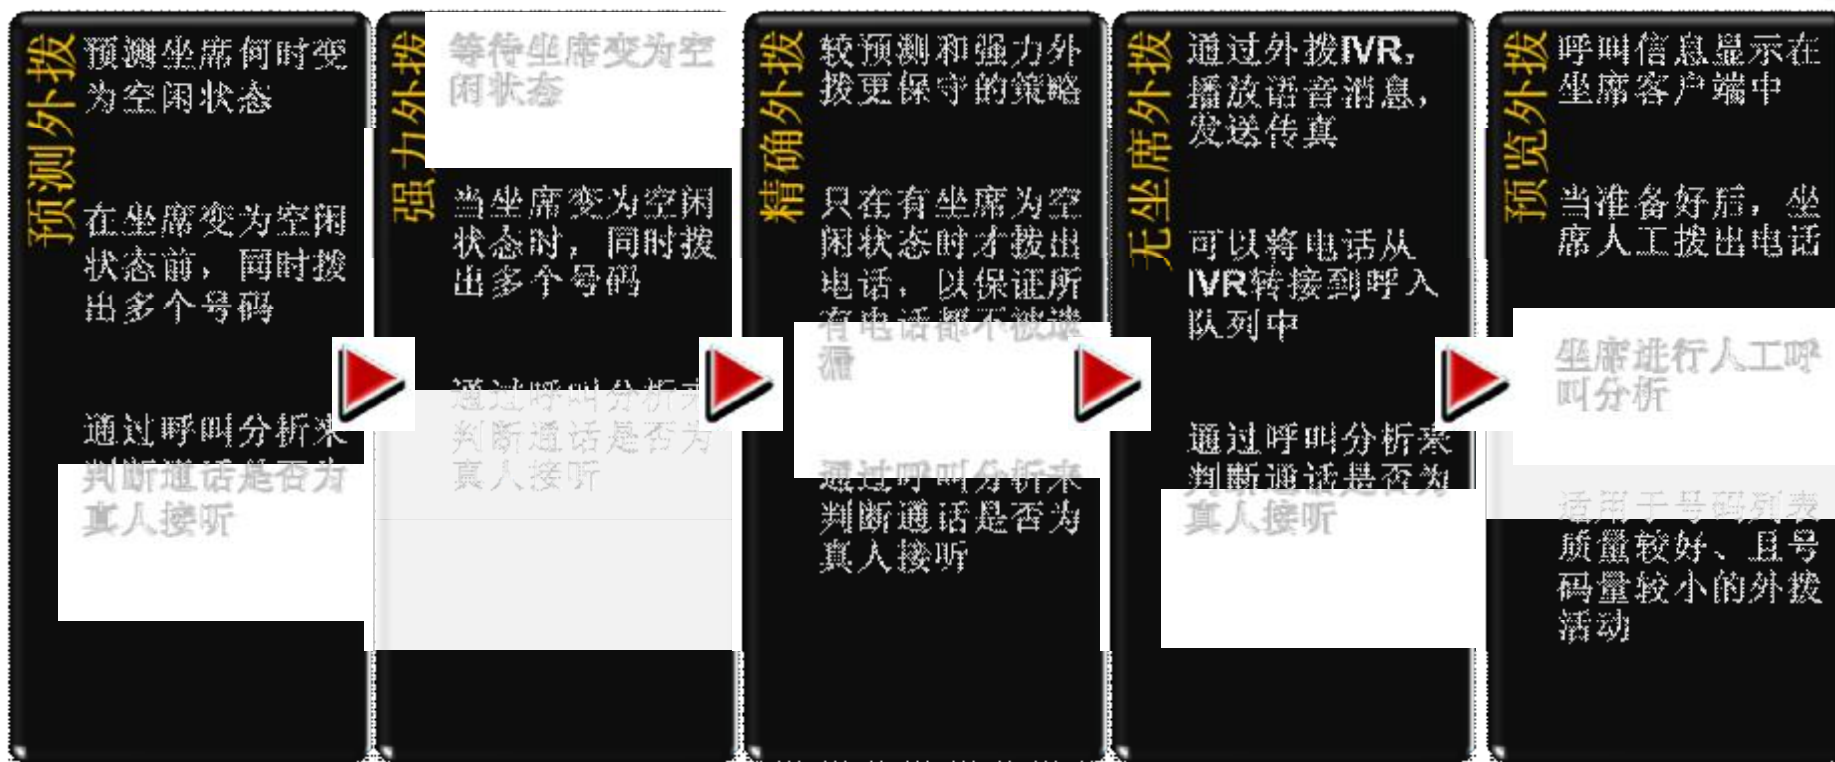 预测外拨
预测坐席何时变
为空闲状态
在坐席变为空闲
状态前，同时拨
出多个号码
通过呼叫分析来
判断通话是否为
真人接听
强力外拨
等待坐席变为空
闲状态
当坐席变为空闲
状态时，同时拨
出多个号码
通过呼叫分析来
判断通话是否为
真人接听
精确外拨
较预测和强力外
拨更保守的策略
只在有坐席为空
闲状态时才拨出
电话，以保证所
有电话都不被遗
漏
通过呼叫分析来
判断通话是否为
真人接听
无坐席外拨
通过外拨IVR，
播放语音消息，
发送传真
可以将电话从
IVR转接到呼入
队列中
通过呼叫分析来
判断通话是否为
真人接听
预览外拨
呼叫信息显示在
坐席客户端中
当准备好后，坐
席人工拨出电话
坐席进行人工呼
叫分析
适用于号码列表
质量较好、且号
码量较小的外拨
活动